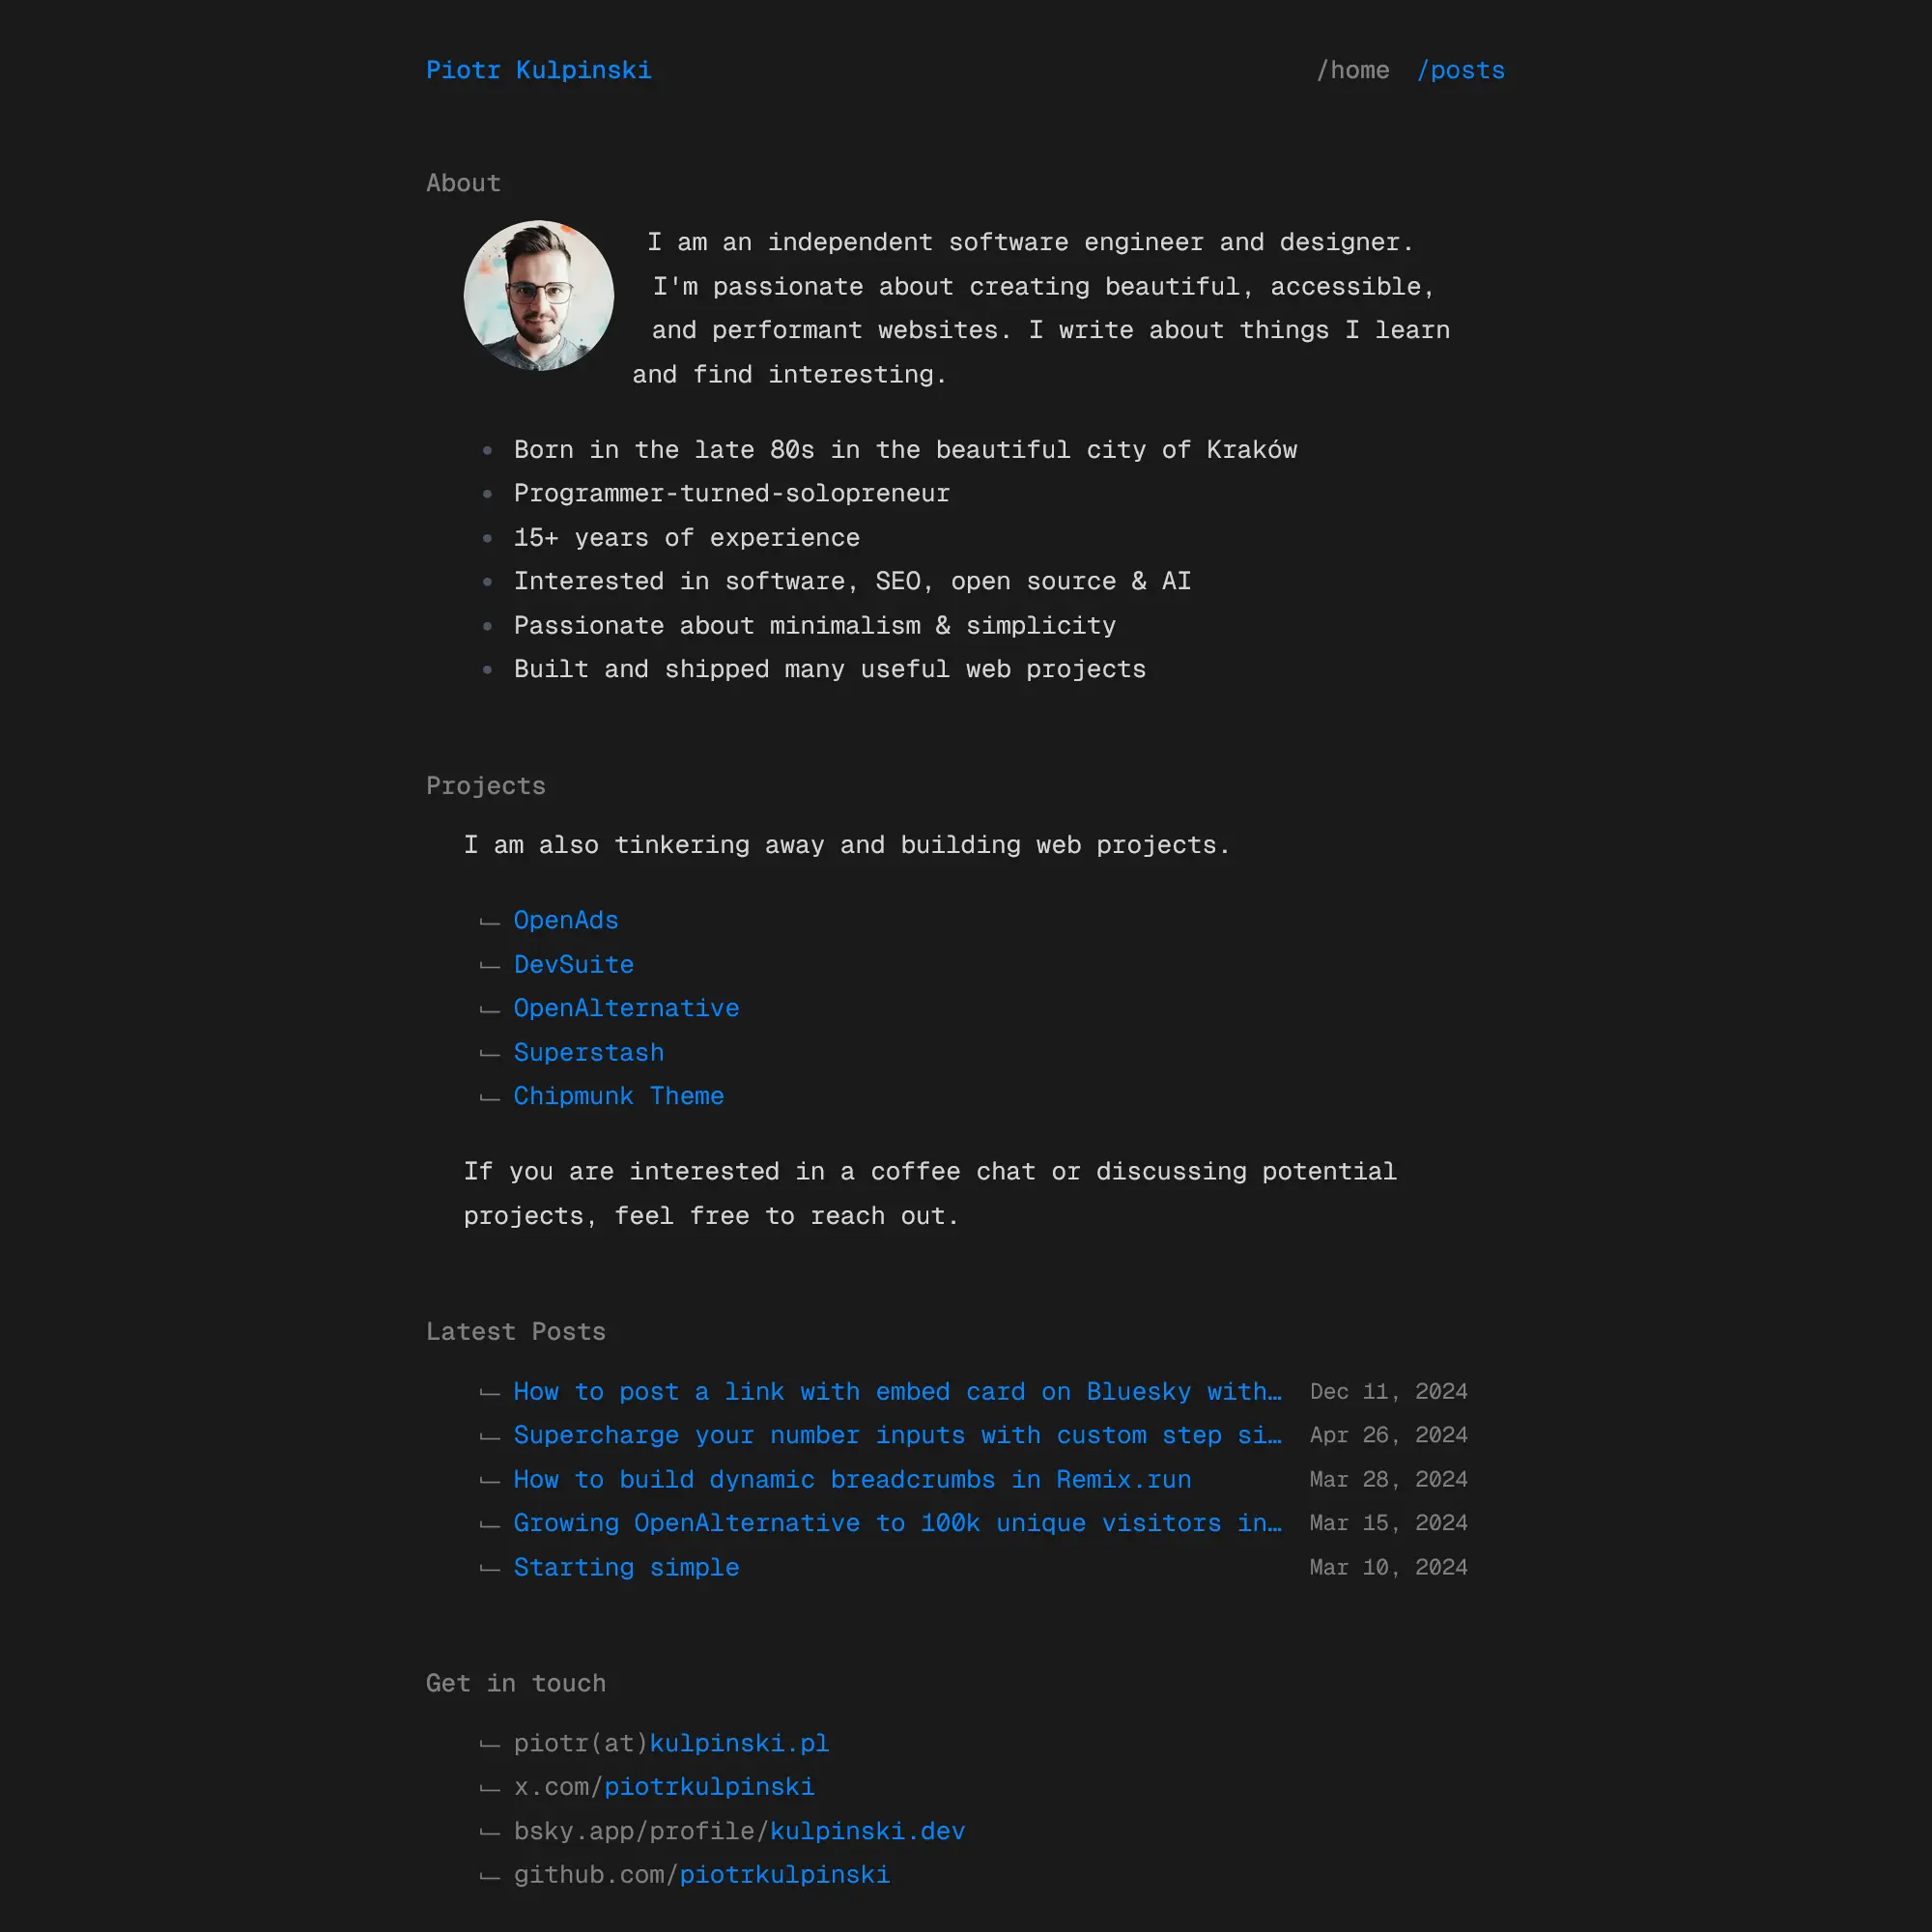 Piotr Kulpinski
/home /posts
About
I am an independent software engineer and designer.
I'm passionate about creating beautiful, accessible,
and performant websites. I write about things I learn
and find interesting.
• Born in the late 80s in the beautiful city of Kraków
• Programmer-turned-solopreneur
• 15+ years of experience
• Interested in software, SEO, open source & AI
• Passionate about minimalism & simplicity
• Built and shipped many useful web projects
Projects
I am also tinkering away and building web projects.
OpenAds
DevSuite
OpenAlternative
Superstash
Chipmunk Theme
If you are interested in a coffee chat or discussing potential
projects, feel free to reach out.
Latest Posts
How to post a link with embed card on Bluesky with… Dec 11, 2024
Supercharge your number inputs with custom step si… Apr 26, 2024
How to build dynamic breadcrumbs in Remix.run Mar 28, 2024
Growing OpenAlternative to 100k unique visitors in… Mar 15, 2024
Starting simple Mar 10, 2024
Get in touch
piotr(at)kulpinski.pl
x.com/piotrkulpinski
bsky.app/profile/kulpinski.dev
github.com/piotrkulpinski